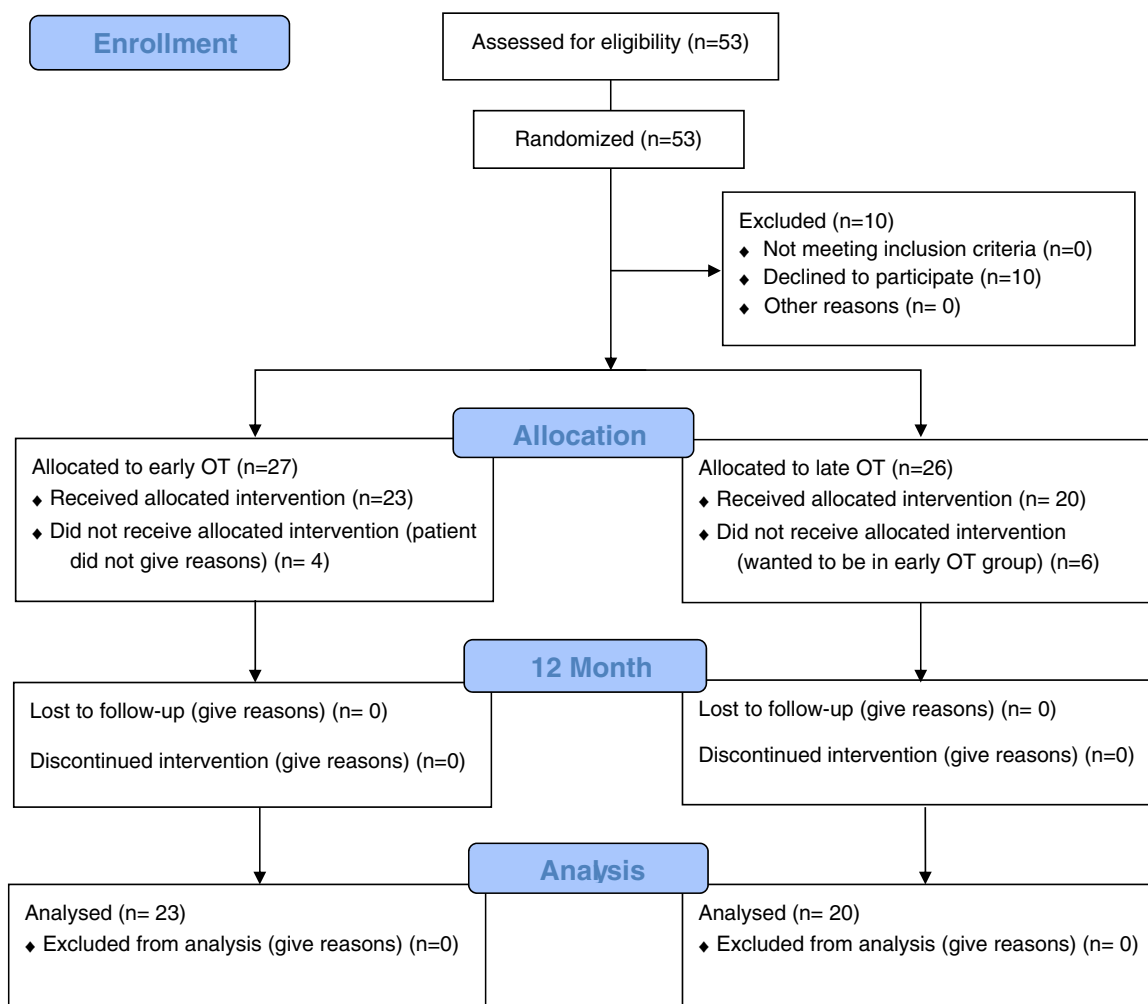 Enrollment
Assessed for eligibility (n=53)
Randomized (n=53)
Excluded (n=10)
♦ Not meeting inclusion criteria (n=0)
♦ Declined to participate (n=10)
♦ Other reasons (n= 0)
Allocation
Allocated to early OT (n=27)
♦ Received allocated intervention (n=23)
♦ Did not receive allocated intervention (patient
did not give reasons) (n= 4)
Allocated to late OT (n=26)
♦ Received allocated intervention (n= 20)
♦ Did not receive allocated intervention
(wanted to be in early OT group) (n=6)
12 Month
Lost to follow-up (give reasons) (n= 0)
Discontinued intervention (give reasons) (n=0)
Lost to follow-up (give reasons) (n= 0)
Discontinued intervention (give reasons) (n=0)
Analysis
Analysed (n= 23)
♦ Excluded from analysis (give reasons) (n=0)
Analysed (n= 20)
♦ Excluded from analysis (give reasons) (n= 0)